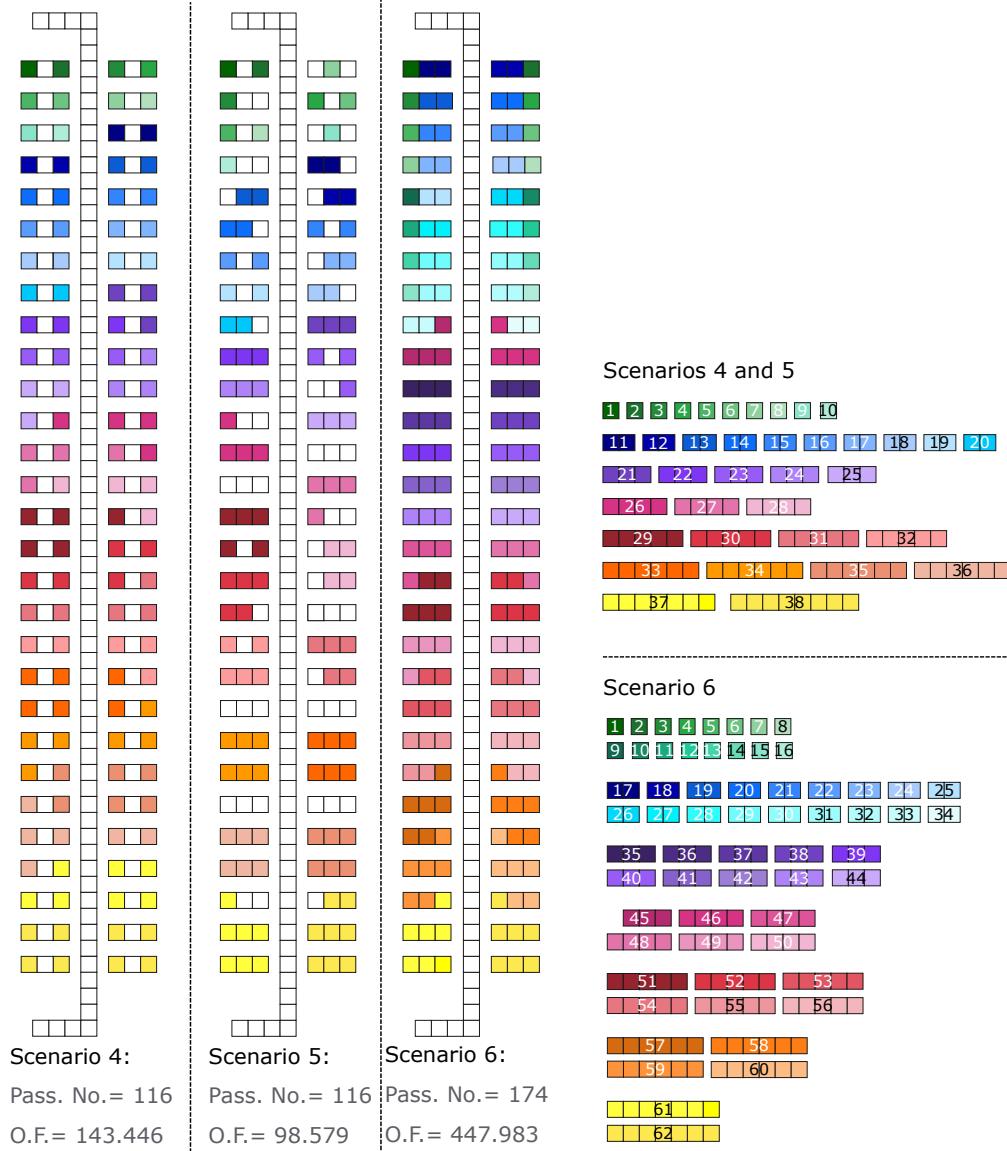 Scenario 4:
Pass. No.= 116
O.F.= 143.446
Scenario 5:
Pass. No.= 116
O.F.= 98.579
Scenario 6:
Pass. No.= 174
O.F.= 447.983
Scenarios 4 and 5
1 2 3 4 5 6 7 8 9 10
11 12 13 14 15 16 17 18 19 20
21 22 23 24 25
26 27 28
29 30 31 32
33 34 35 36
37 38
Scenario 6
1 2 3 4 5 6 7 8
9 10 11 12 13 14 15 16
17 18 19 20 21 22 23 24 25
26 27 28 29 30 31 32 33 34
35 36 37 38 39
40 41 42 43 44
45 46 47
48 49 50
51 52 53
54 55 56
57 58
59 60
61
62